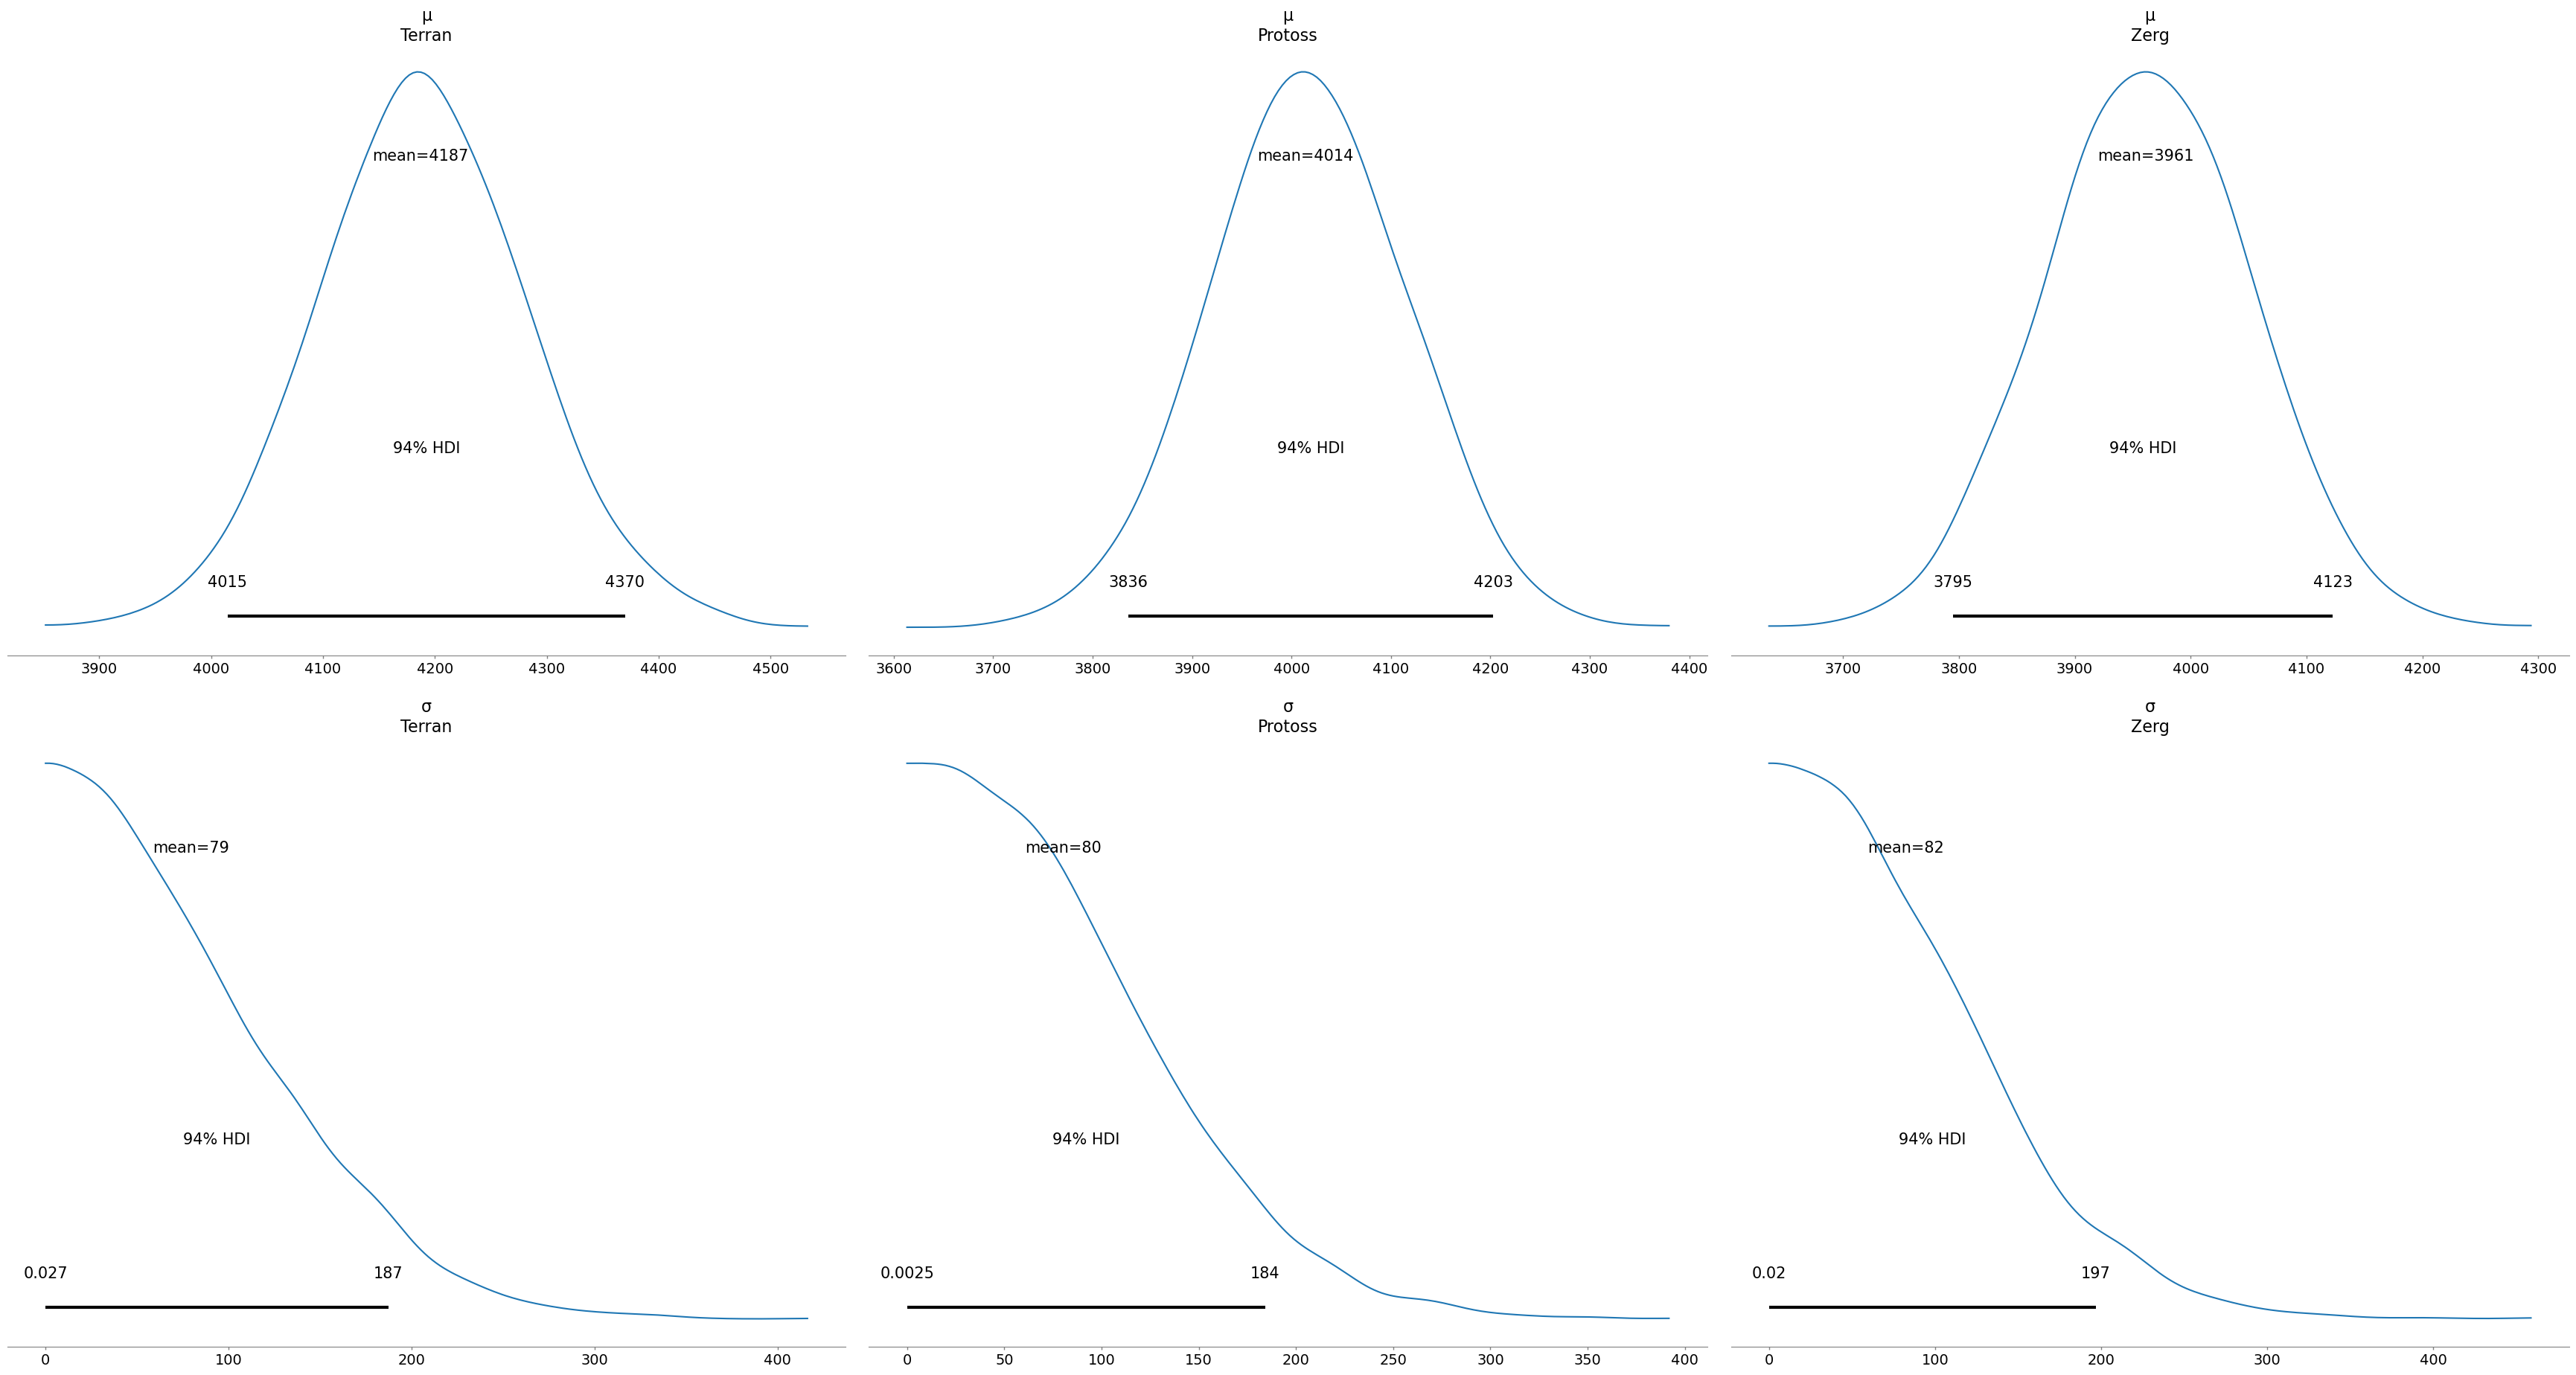 μ
Terran
mean=4187
94% HDI
4015 4370
3900 4000 4100 4200 4300 4400 4500
μ
Protoss
mean=4014
94% HDI
3836 4203
3600 3700 3800 3900 4000 4100 4200 4300 4400
μ
Zerg
mean=3961
94% HDI
3795 4123
3700 3800 3900 4000 4100 4200 4300
σ
Terran
mean=79
94% HDI
0.027 187
0 100 200 300 400
σ
Protoss
mean=80
94% HDI
0.0025 184
0 50 100 150 200 250 300 350 400
σ
Zerg
mean=82
94% HDI
0.02 197
0 100 200 300 400